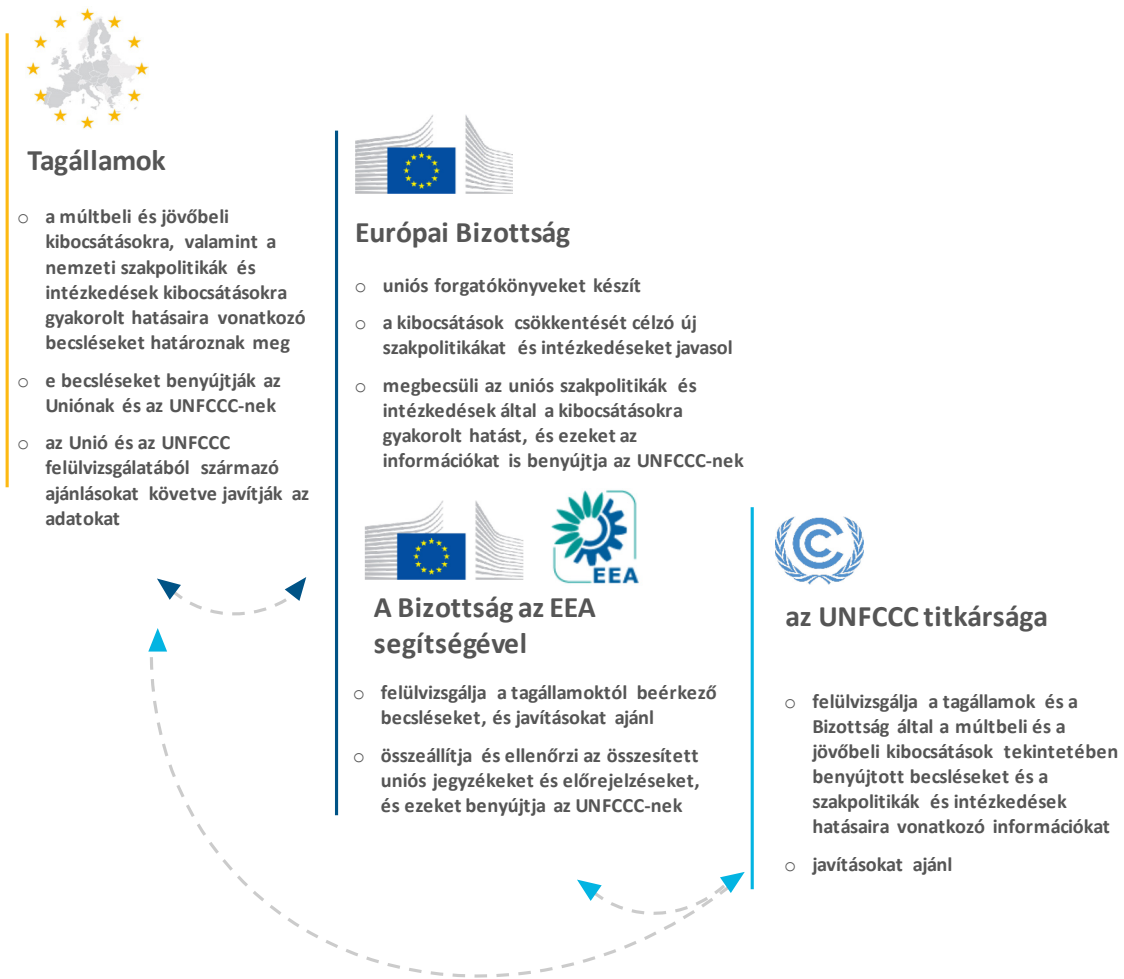 Tagállamok
○ a múltbeli és jövőbeli
kibocsátásokra, valamint a
nemzeti szakpolitikák és
intézkedések kibocsátásokra
gyakorolt hatásaira vonatkozó
becsléseket határoznak meg
○ e becsléseket benyújtják az
Uniónak és az UNFCCC-nek
○ az Unió és az UNFCCC
felülvizsgálatából származó
ajánlásokat követve javítják az
adatokat
Európai Bizottság
○ uniós forgatókönyveket készít
○ a kibocsátások csökkentését célzó új
szakpolitikákat és intézkedéseket javasol
○ megbecsüli az uniós szakpolitikák és
intézkedések által a kibocsátásokra
gyakorolt hatást, és ezeket az
információkat is benyújtja az UNFCCC-nek
EEA
A Bizottság az EEA
segítségével
○ felülvizsgálja a tagállamoktól beérkező
becsléseket, és javításokat ajánl
○ összeállítja és ellenőrzi az összesített
uniós jegyzékeket és előrejelzéseket,
és ezeket benyújtja az UNFCCC-nek
az UNFCCC titkársága
○ felülvizsgálja a tagállamok és a
Bizottság által a múltbeli és a
jövőbeli kibocsátások tekintetében
benyújtott becsléseket és a
szakpolitikák és intézkedések
hatásaira vonatkozó információkat
○ javításokat ajánl